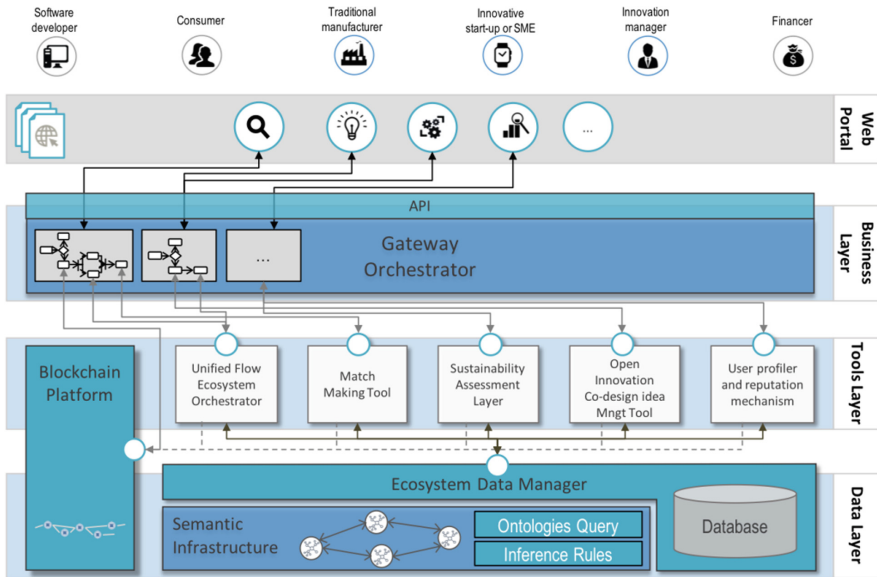 Software
developer
Consumer
Traditional
manufacturer
Innovative
start-up or SME
Innovation
manager
Financer
...
Web
Portal
API
Gateway
Orchestrator
...
Business
Layer
Blockchain
Platform
Unified Flow
Ecosystem
Orchestrator
Match
Making Tool
Sustainability
Assessment
Layer
Open
Innovation
Co-design idea
Mngt Tool
User profiler
and reputation
mechanism
Tools Layer
Ecosystem Data Manager
Semantic
Infrastructure
Ontologies Query
Inference Rules
Database
Data Layer
$